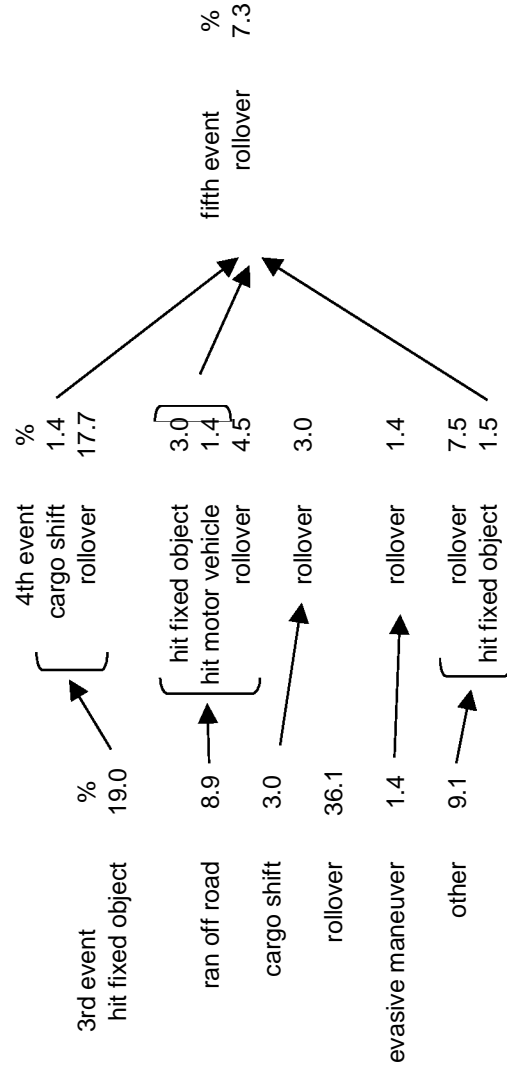 3rd event %
hit fixed object 19.0
ran off road 8.9
cargo shift 3.0
rollover 36.1
evasive maneuver 1.4
other 9.1
4th event %
cargo shift 1.4
rollover 17.7
hit fixed object 3.0
hit motor vehicle 1.4
rollover 4.5
rollover 3.0
rollover 1.4
rollover 7.5
hit fixed object 1.5
fifth event %
rollover 7.3